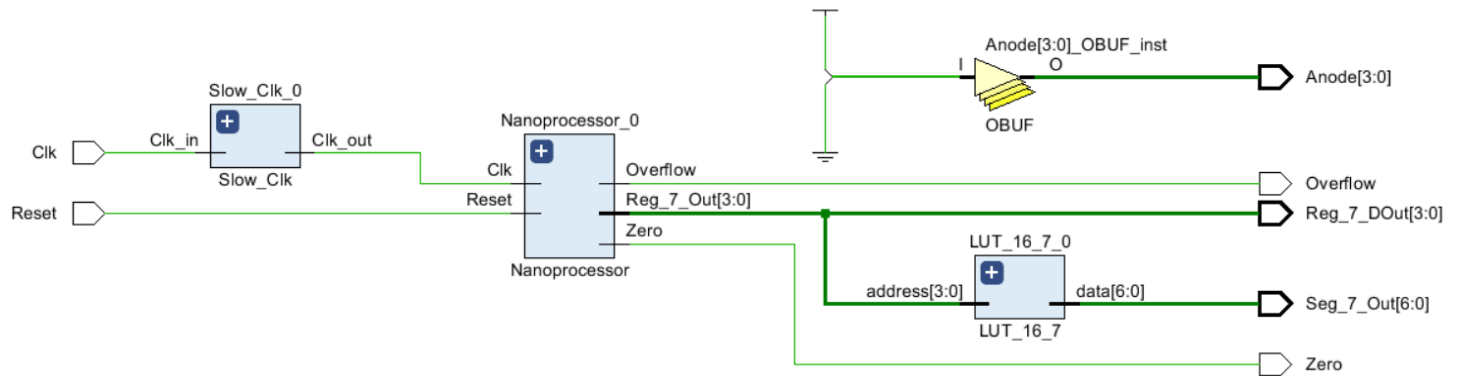 Anode[3:0]_OBUF_inst
I
O
Anode[3:0]
OBUF
Slow_Clk_0
Clk
Clk_in
Clk_out
Slow_Clk
Nanoprocessor_0
Clk
Overflow
Overflow
Reset
Reset
Reg_7_Out[3:0]
Reg_7_DOut[3:0]
Zero
Nanoprocessor
LUT_16_7_0
address[3:0]
data[6:0]
Seg_7_Out[6:0]
LUT_16_7
Zero